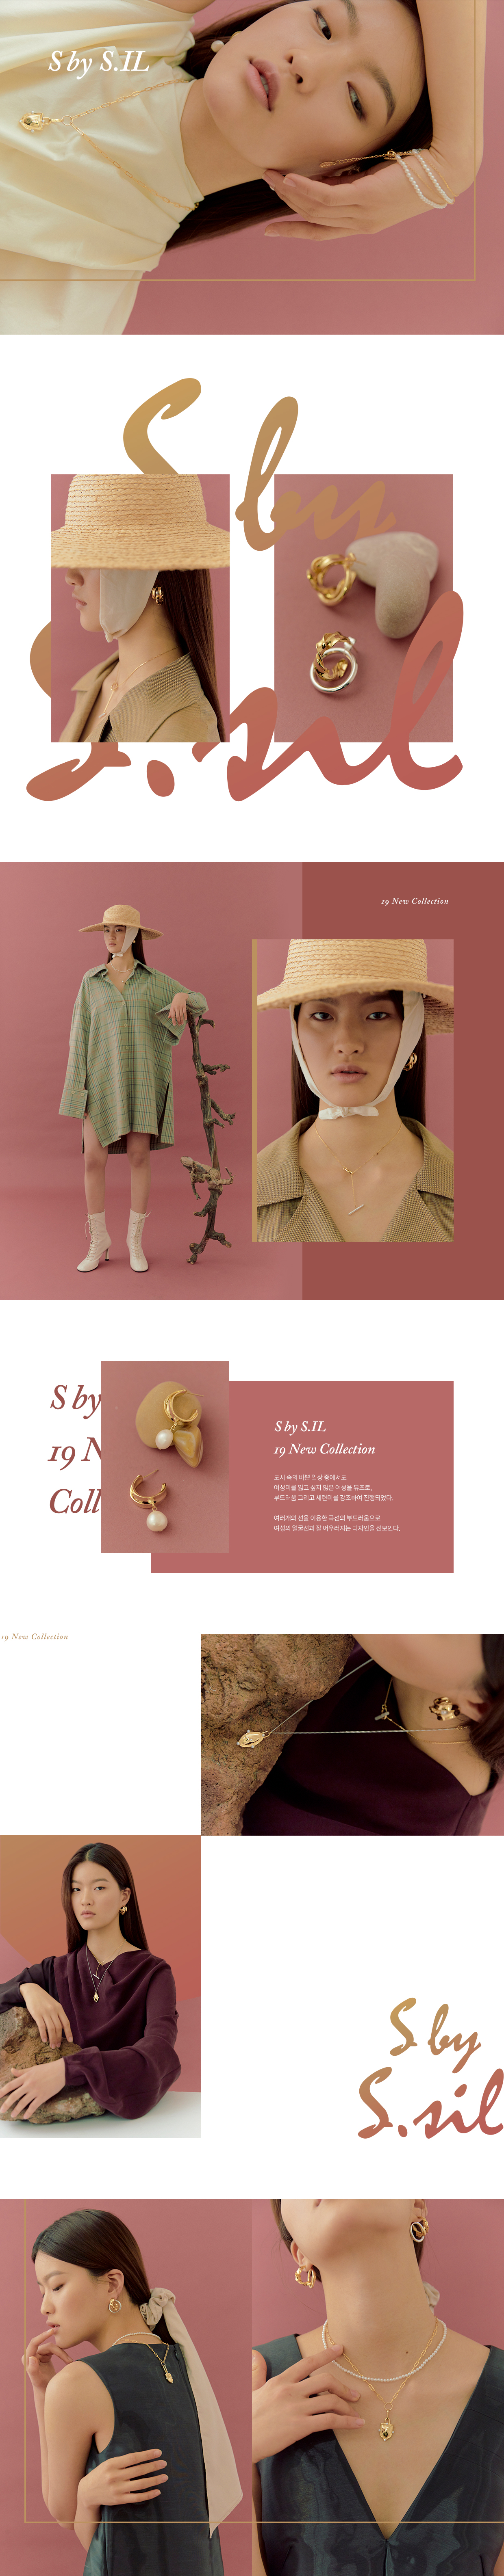 S by S.IL
S by
S.sil
19 New Collection
S by
19 N
Coll
S by S.IL
19 New Collection
도시 속의 바쁜 일상 중에서도
여성미를 잃고 싶지 않은 여성을 뮤즈로,
부드러움 그리고 세련미를 강조하여 진행되었다.
여러개의 선을 이용한 곡선의 부드러움으로
여성의 얼굴선과 잘 어우러지는 디자인을 선보인다.
19 New Collection
S by
S.sil